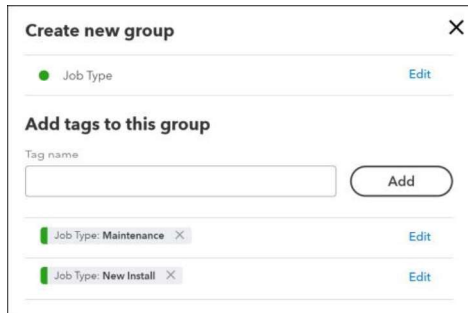 Create new group
Job Type Edit
Add tags to this group
Tag name
Add
Job Type: Maintenance Edit
Job Type: New Install Edit